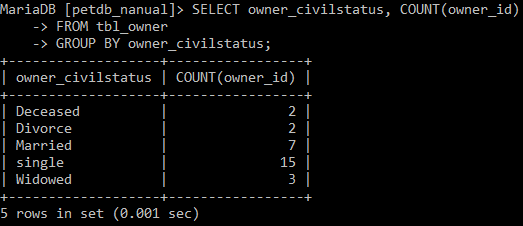 MariaDB [petdb_nanual]> SELECT owner_civilstatus, COUNT(owner_id)
    -> FROM tbl_owner
    -> GROUP BY owner_civilstatus;
+-------------------+-----------------+
| owner_civilstatus | COUNT(owner_id) |
+-------------------+-----------------+
| Deceased          |               2 |
| Divorce           |               2 |
| Married           |               7 |
| single            |              15 |
| Widowed           |               3 |
+-------------------+-----------------+
5 rows in set (0.001 sec)